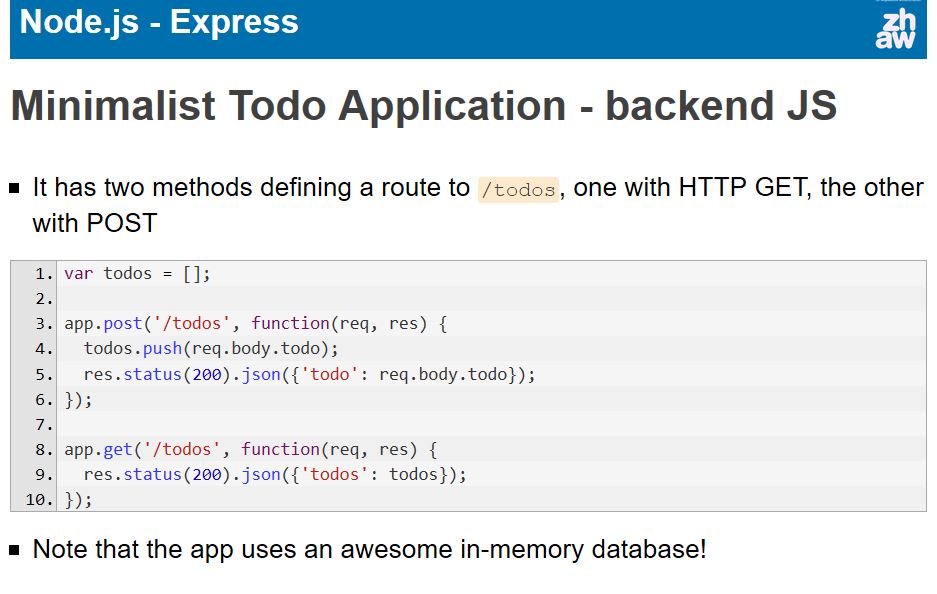 Node.js - Express
zh
aw
Minimalist Todo Application - backend JS
▪ It has two methods defining a route to /todos, one with HTTP GET, the other
with POST
1. var todos = [];
2.
3. app.post('/todos', function(req, res) {
4.   todos.push(req.body.todo);
5.   res.status(200).json({'todo': req.body.todo});
6. });
7.
8. app.get('/todos', function(req, res) {
9.   res.status(200).json({'todos': todos});
10. });
▪ Note that the app uses an awesome in-memory database!